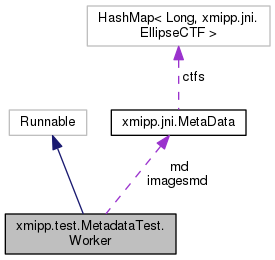 HashMap< Long, xmipp.jni.
EllipseCTF >
ctfs
Runnable
xmipp.jni.MetaData
md
imagesmd
xmipp.test.MetadataTest.
Worker